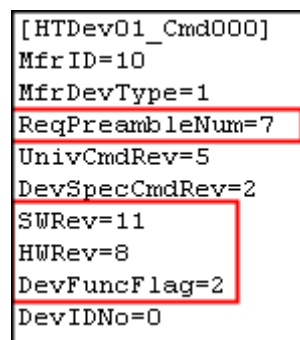 [HTDev01_Cmd000]
MfrID=10
MfrDevType=1
ReqPreambleNum=7
UnivCmdRev=5
DevSpecCmdRev=2
SWRev=11
HWRev=8
DevFuncFlag=2
DevIDNo=0